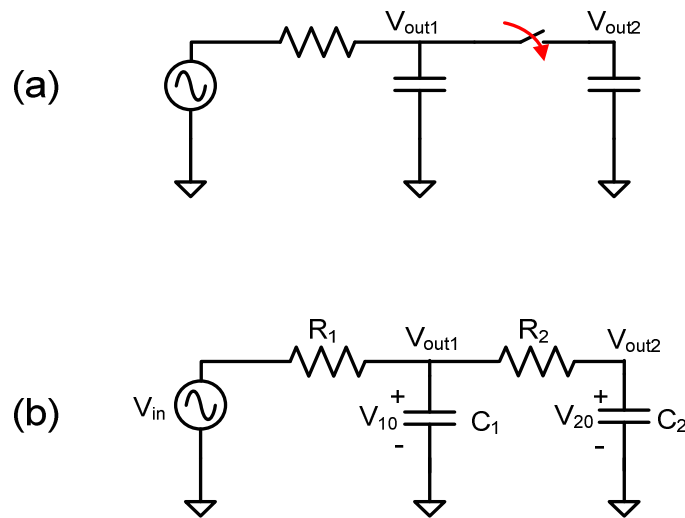 (a)
Vout1
Vout2
(b)
Vin
R1
Vout1
R2
Vout2
+
V10
-
C1
+
V20
-
C2